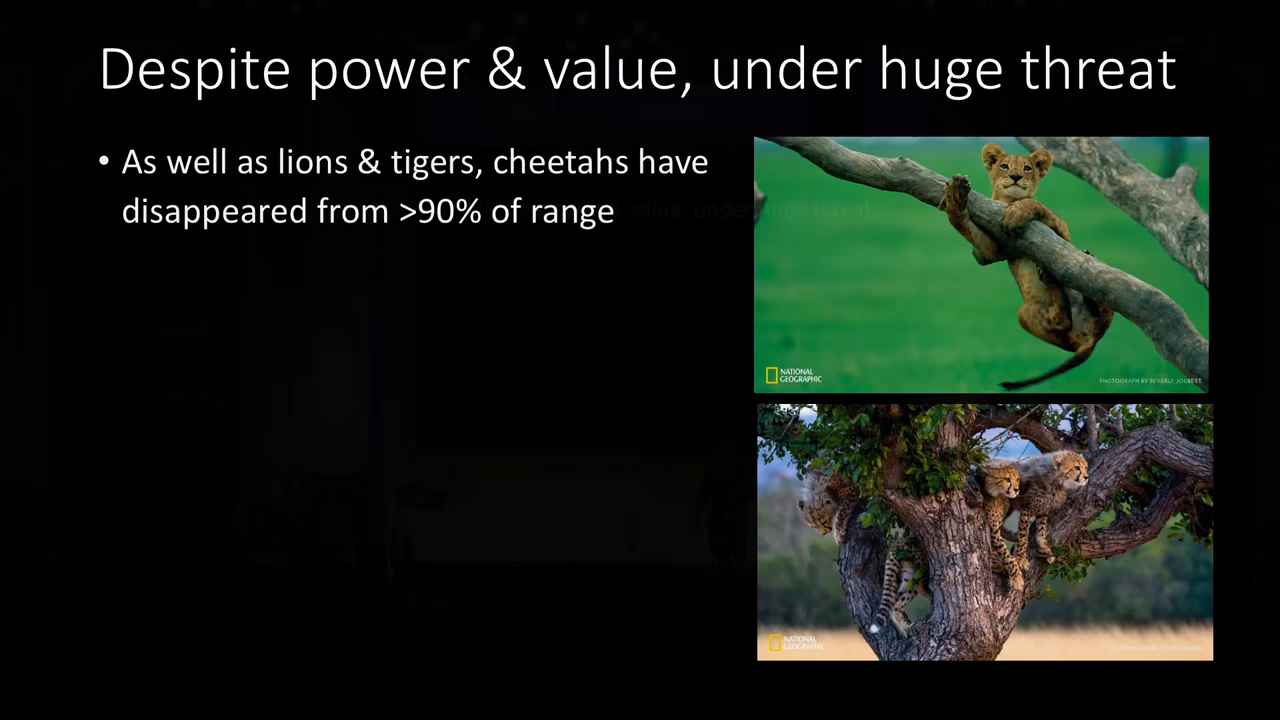 Despite power & value, under huge threat
• As well as lions & tigers, cheetahs have
disappeared from >90% of range
NATIONAL
GEOGRAPHIC
PHOTOGRAPH BY BEVERLY JOUBERT
NATIONAL
GEOGRAPHIC